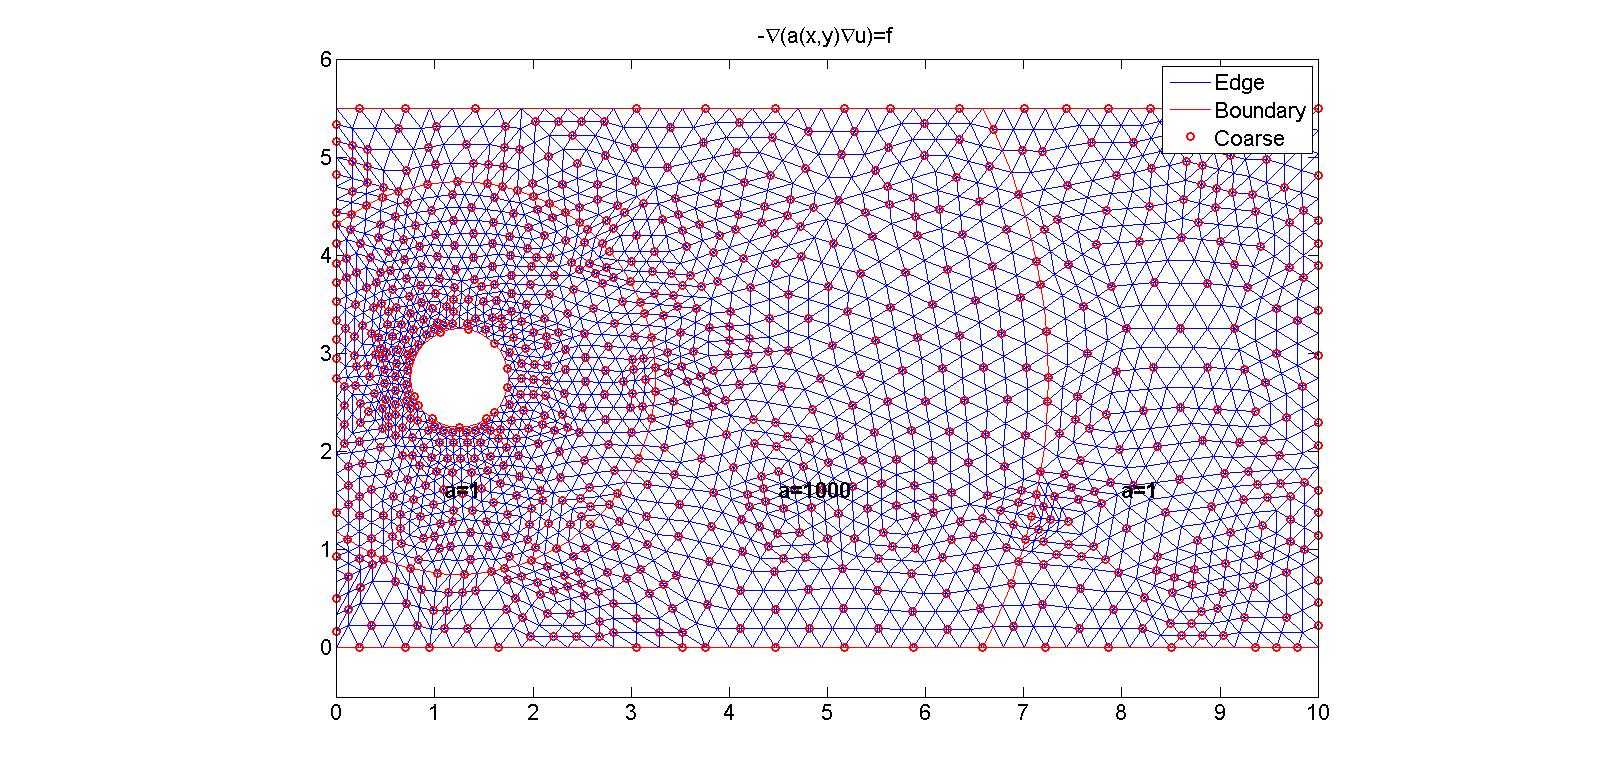 -∇(a(x,y)∇u)=f
6
5
4
3
2
1
0
Edge
Boundary
Coarse
a=1
a=1000
a=1
0 1 2 3 4 5 6 7 8 9 10